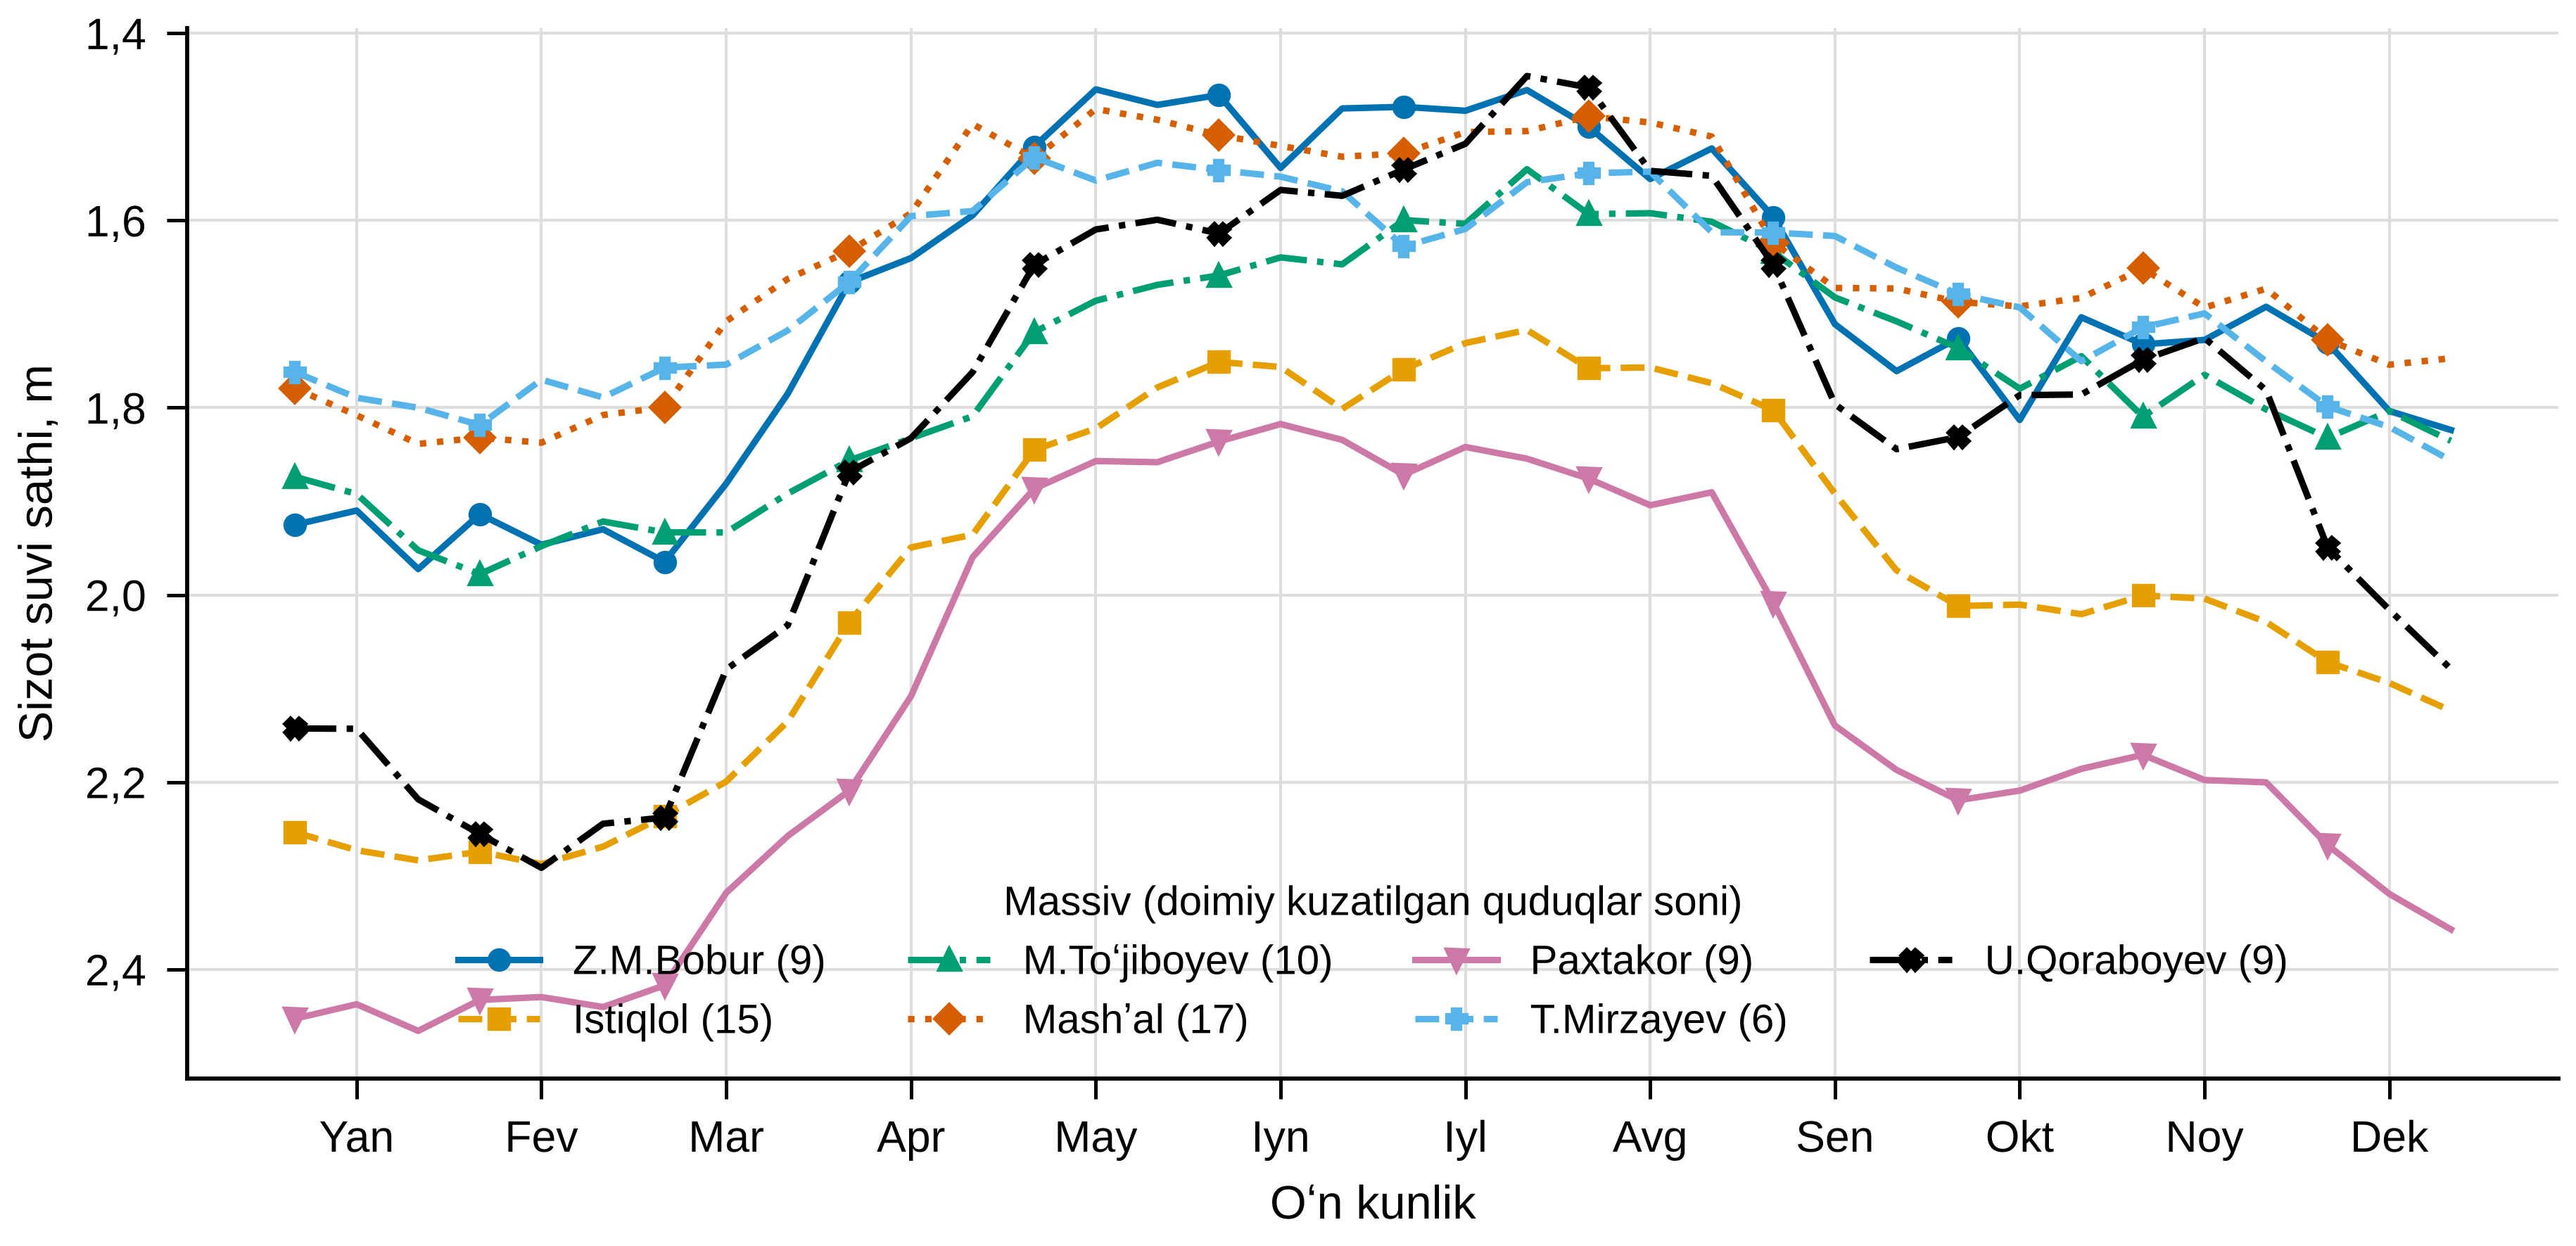 1,4
1,6
1,8
2,0
2,2
2,4
Sizot suvi sathi, m
Massiv (doimiy kuzatilgan quduqlar soni)
Z.M.Bobur (9) M.To‘jiboyev (10) Paxtakor (9) U.Qoraboyev (9)
Istiqlol (15) Mash’al (17) T.Mirzayev (6)
Yan Fev Mar Apr May Iyn Iyl Avg Sen Okt Noy Dek
O‘n kunlik